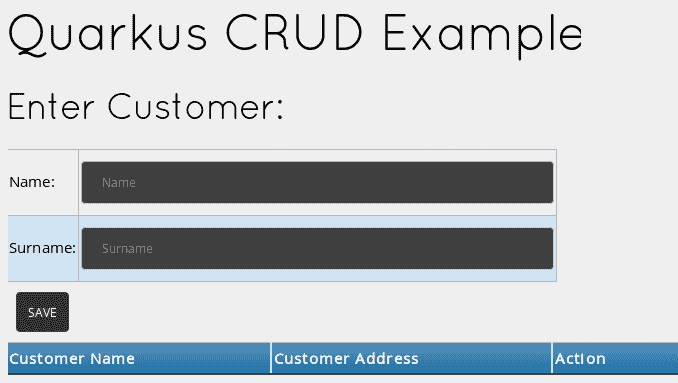 Quarkus CRUD Example
Enter Customer:
Name: Name
Surname: Surname
SAVE
Customer Name Customer Address Action